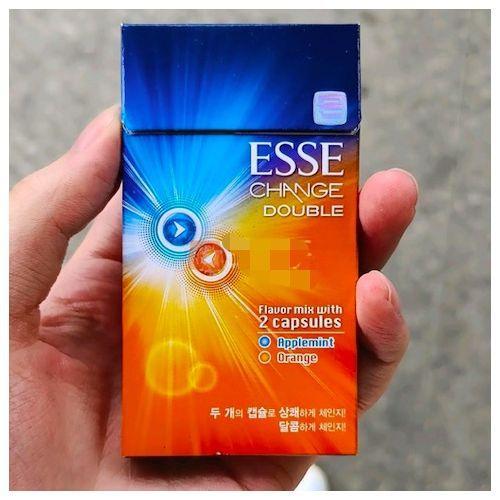 ESSE
CHANGE
DOUBLE
Flavor mix with
2 capsules
Applemint
Orange
두 개의 캡슐로 상쾌하게 체인지!
달콤하게 체인지!